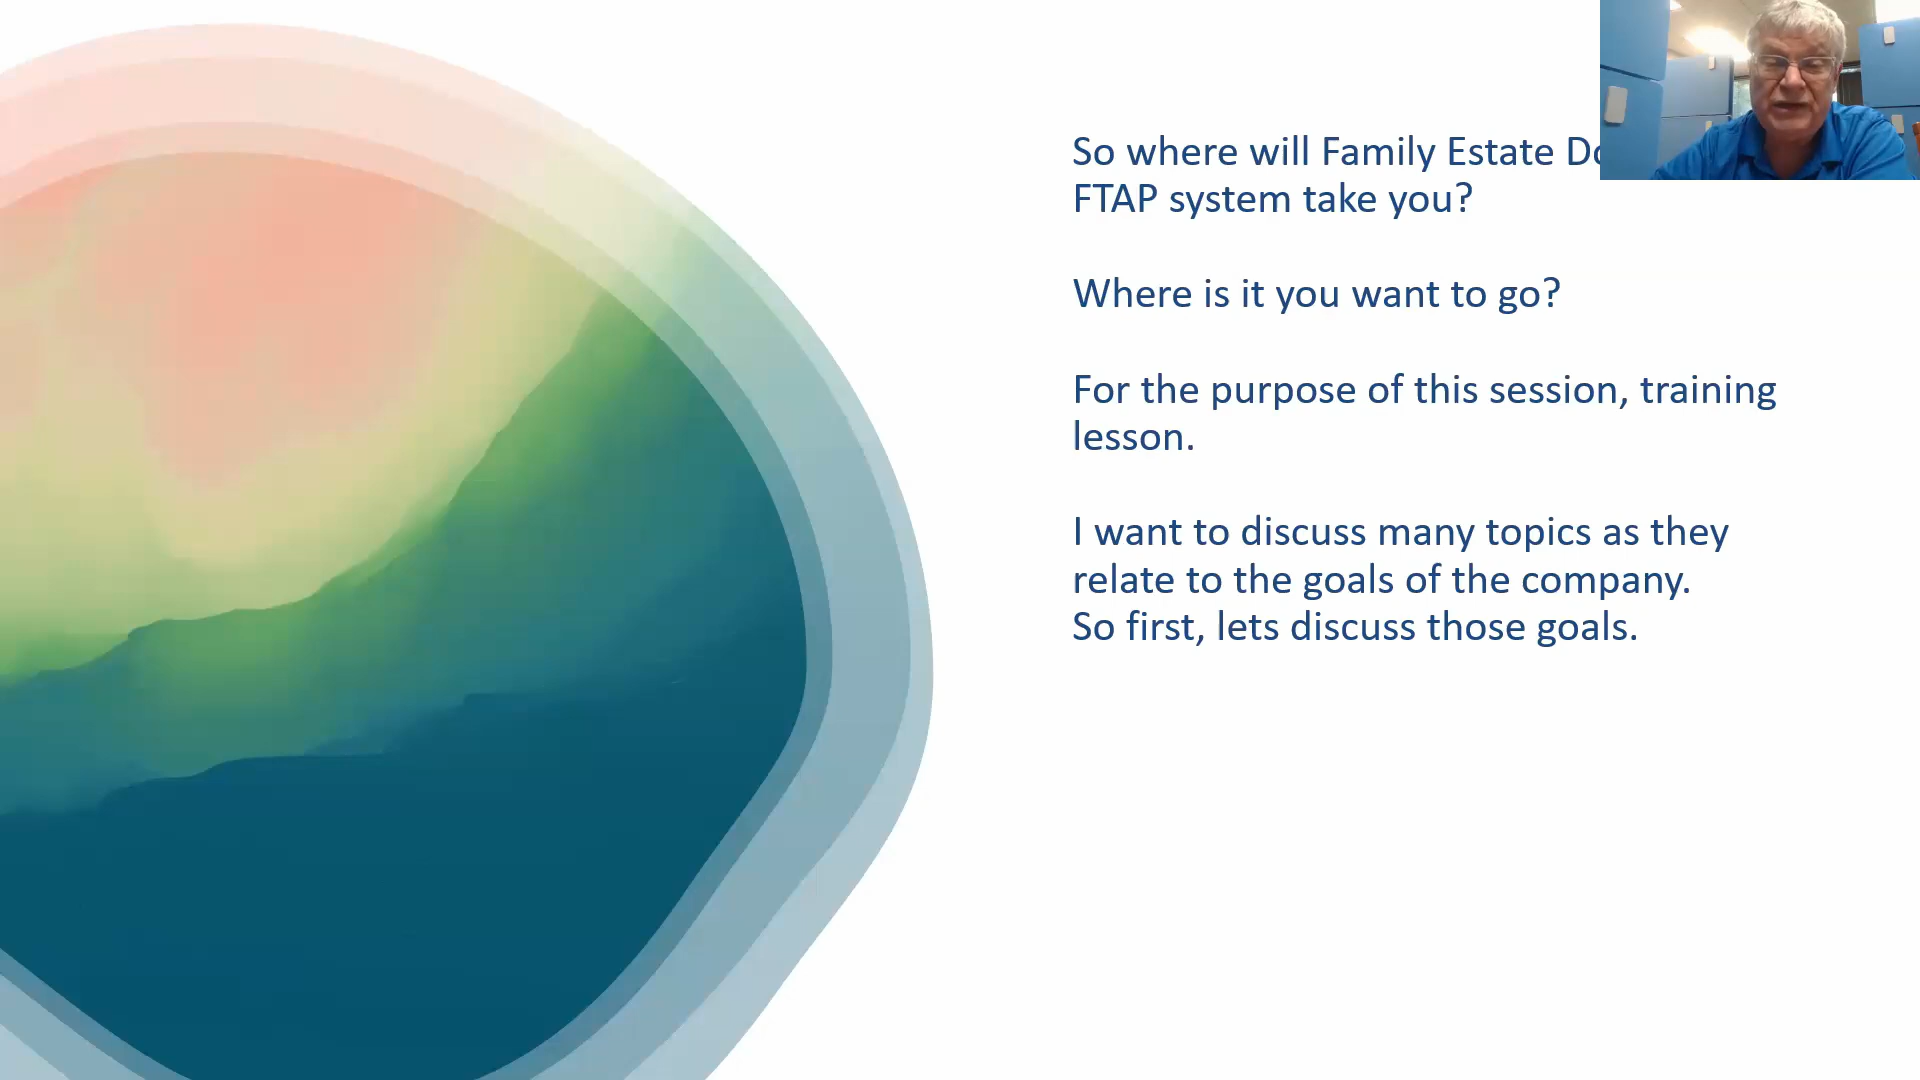 So where will Family Estate
FTAP system take you?
Where is it you want to go?
For the purpose of this session, training
lesson.
I want to discuss many topics as they
relate to the goals of the company.
So first, lets discuss those goals.